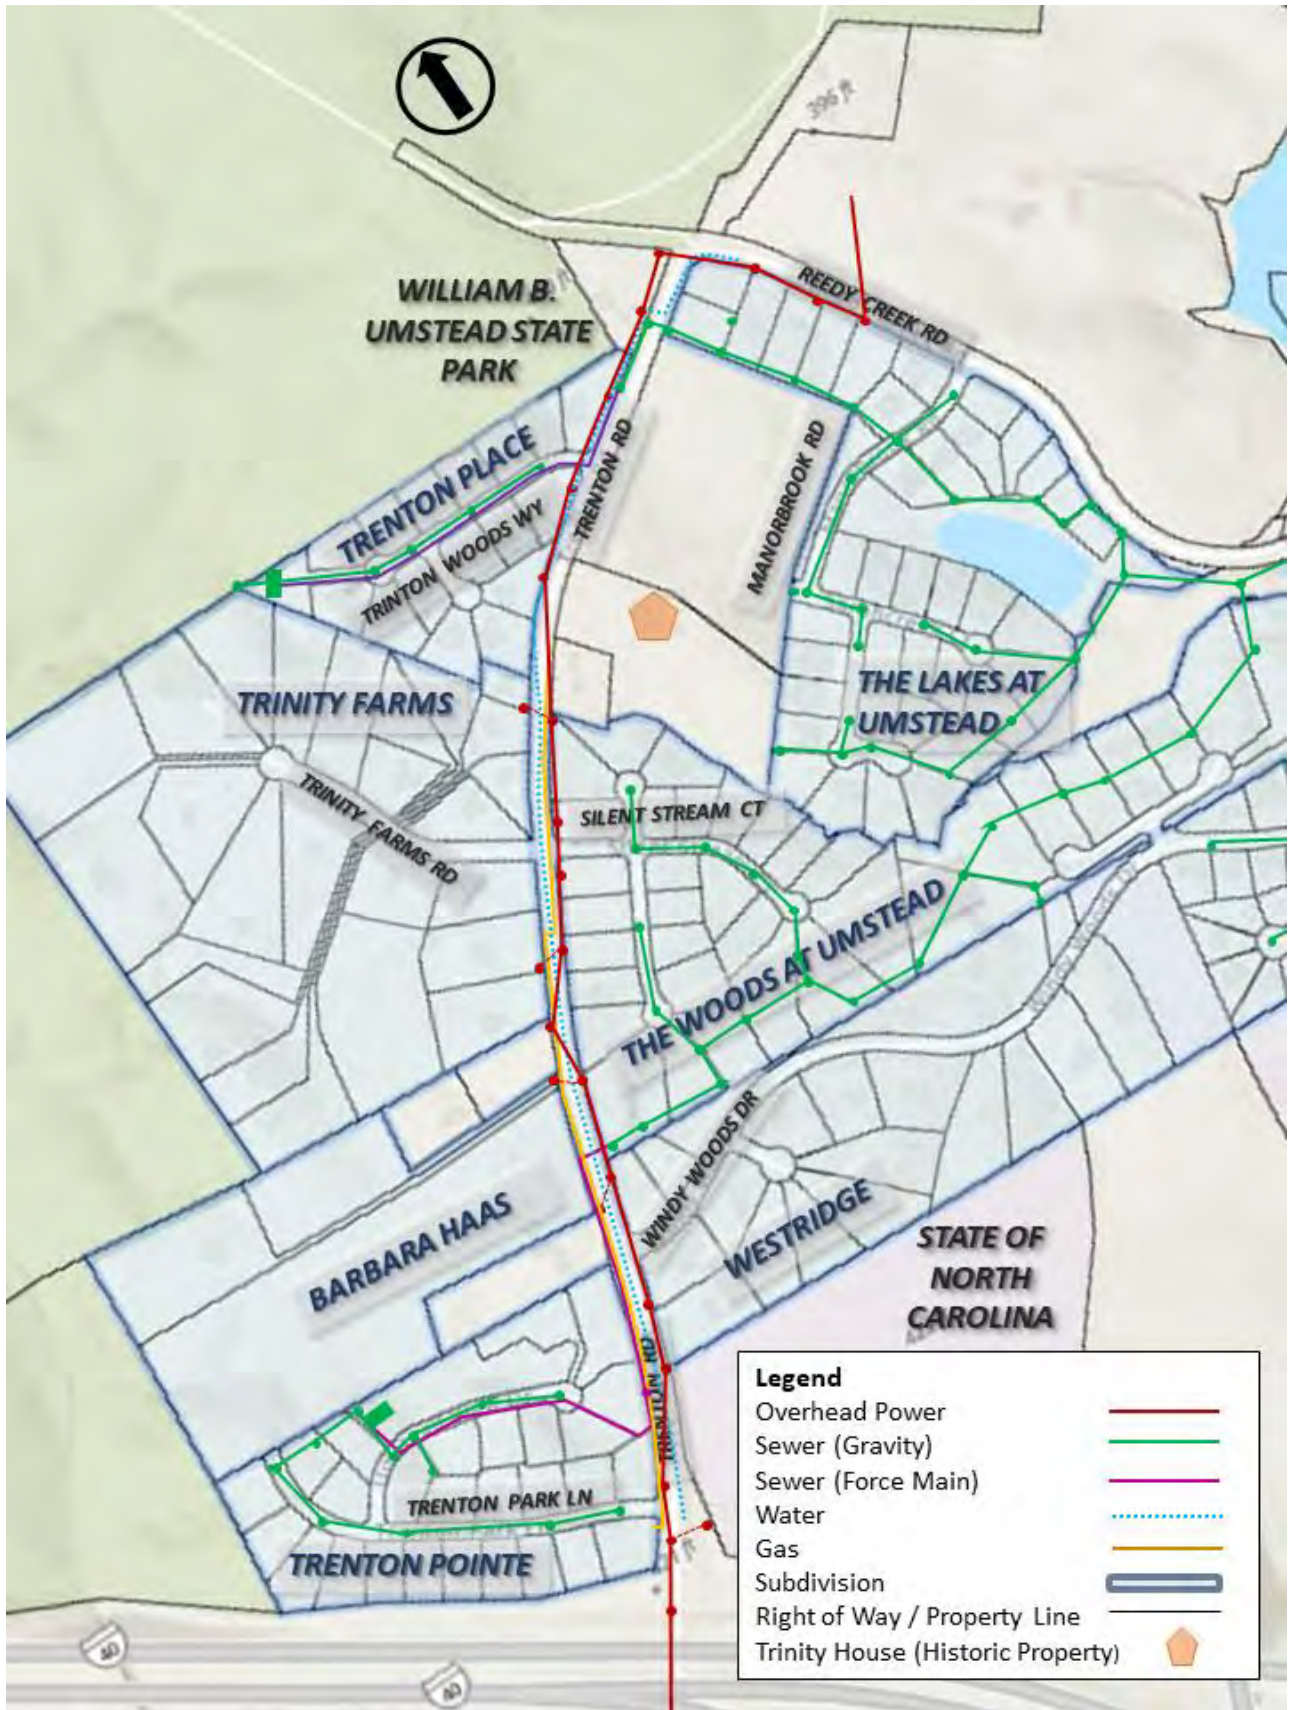 396 ft
REEDY CREEK RD
WILLIAM B.
UMSTEAD STATE
PARK
TRENTON PLACE
TRENTON RD
MANORBROOK RD
TRINTON WOODS WY
TRINITY FARMS
THE LAKES AT
UMSTEAD
TRINITY FARMS RD
SILENT STREAM CT
THE WOODS AT UMSTEAD
WINDY WOODS DR
BARBARA HAAS
WESTRIDGE
STATE OF
NORTH
CAROLINA
TRENTON RD
TRENTON PARK LN
TRENTON POINTE
Legend
Overhead Power
Sewer (Gravity)
Sewer (Force Main)
Water
Gas
Subdivision
Right of Way / Property Line
Trinity House (Historic Property)
40
40